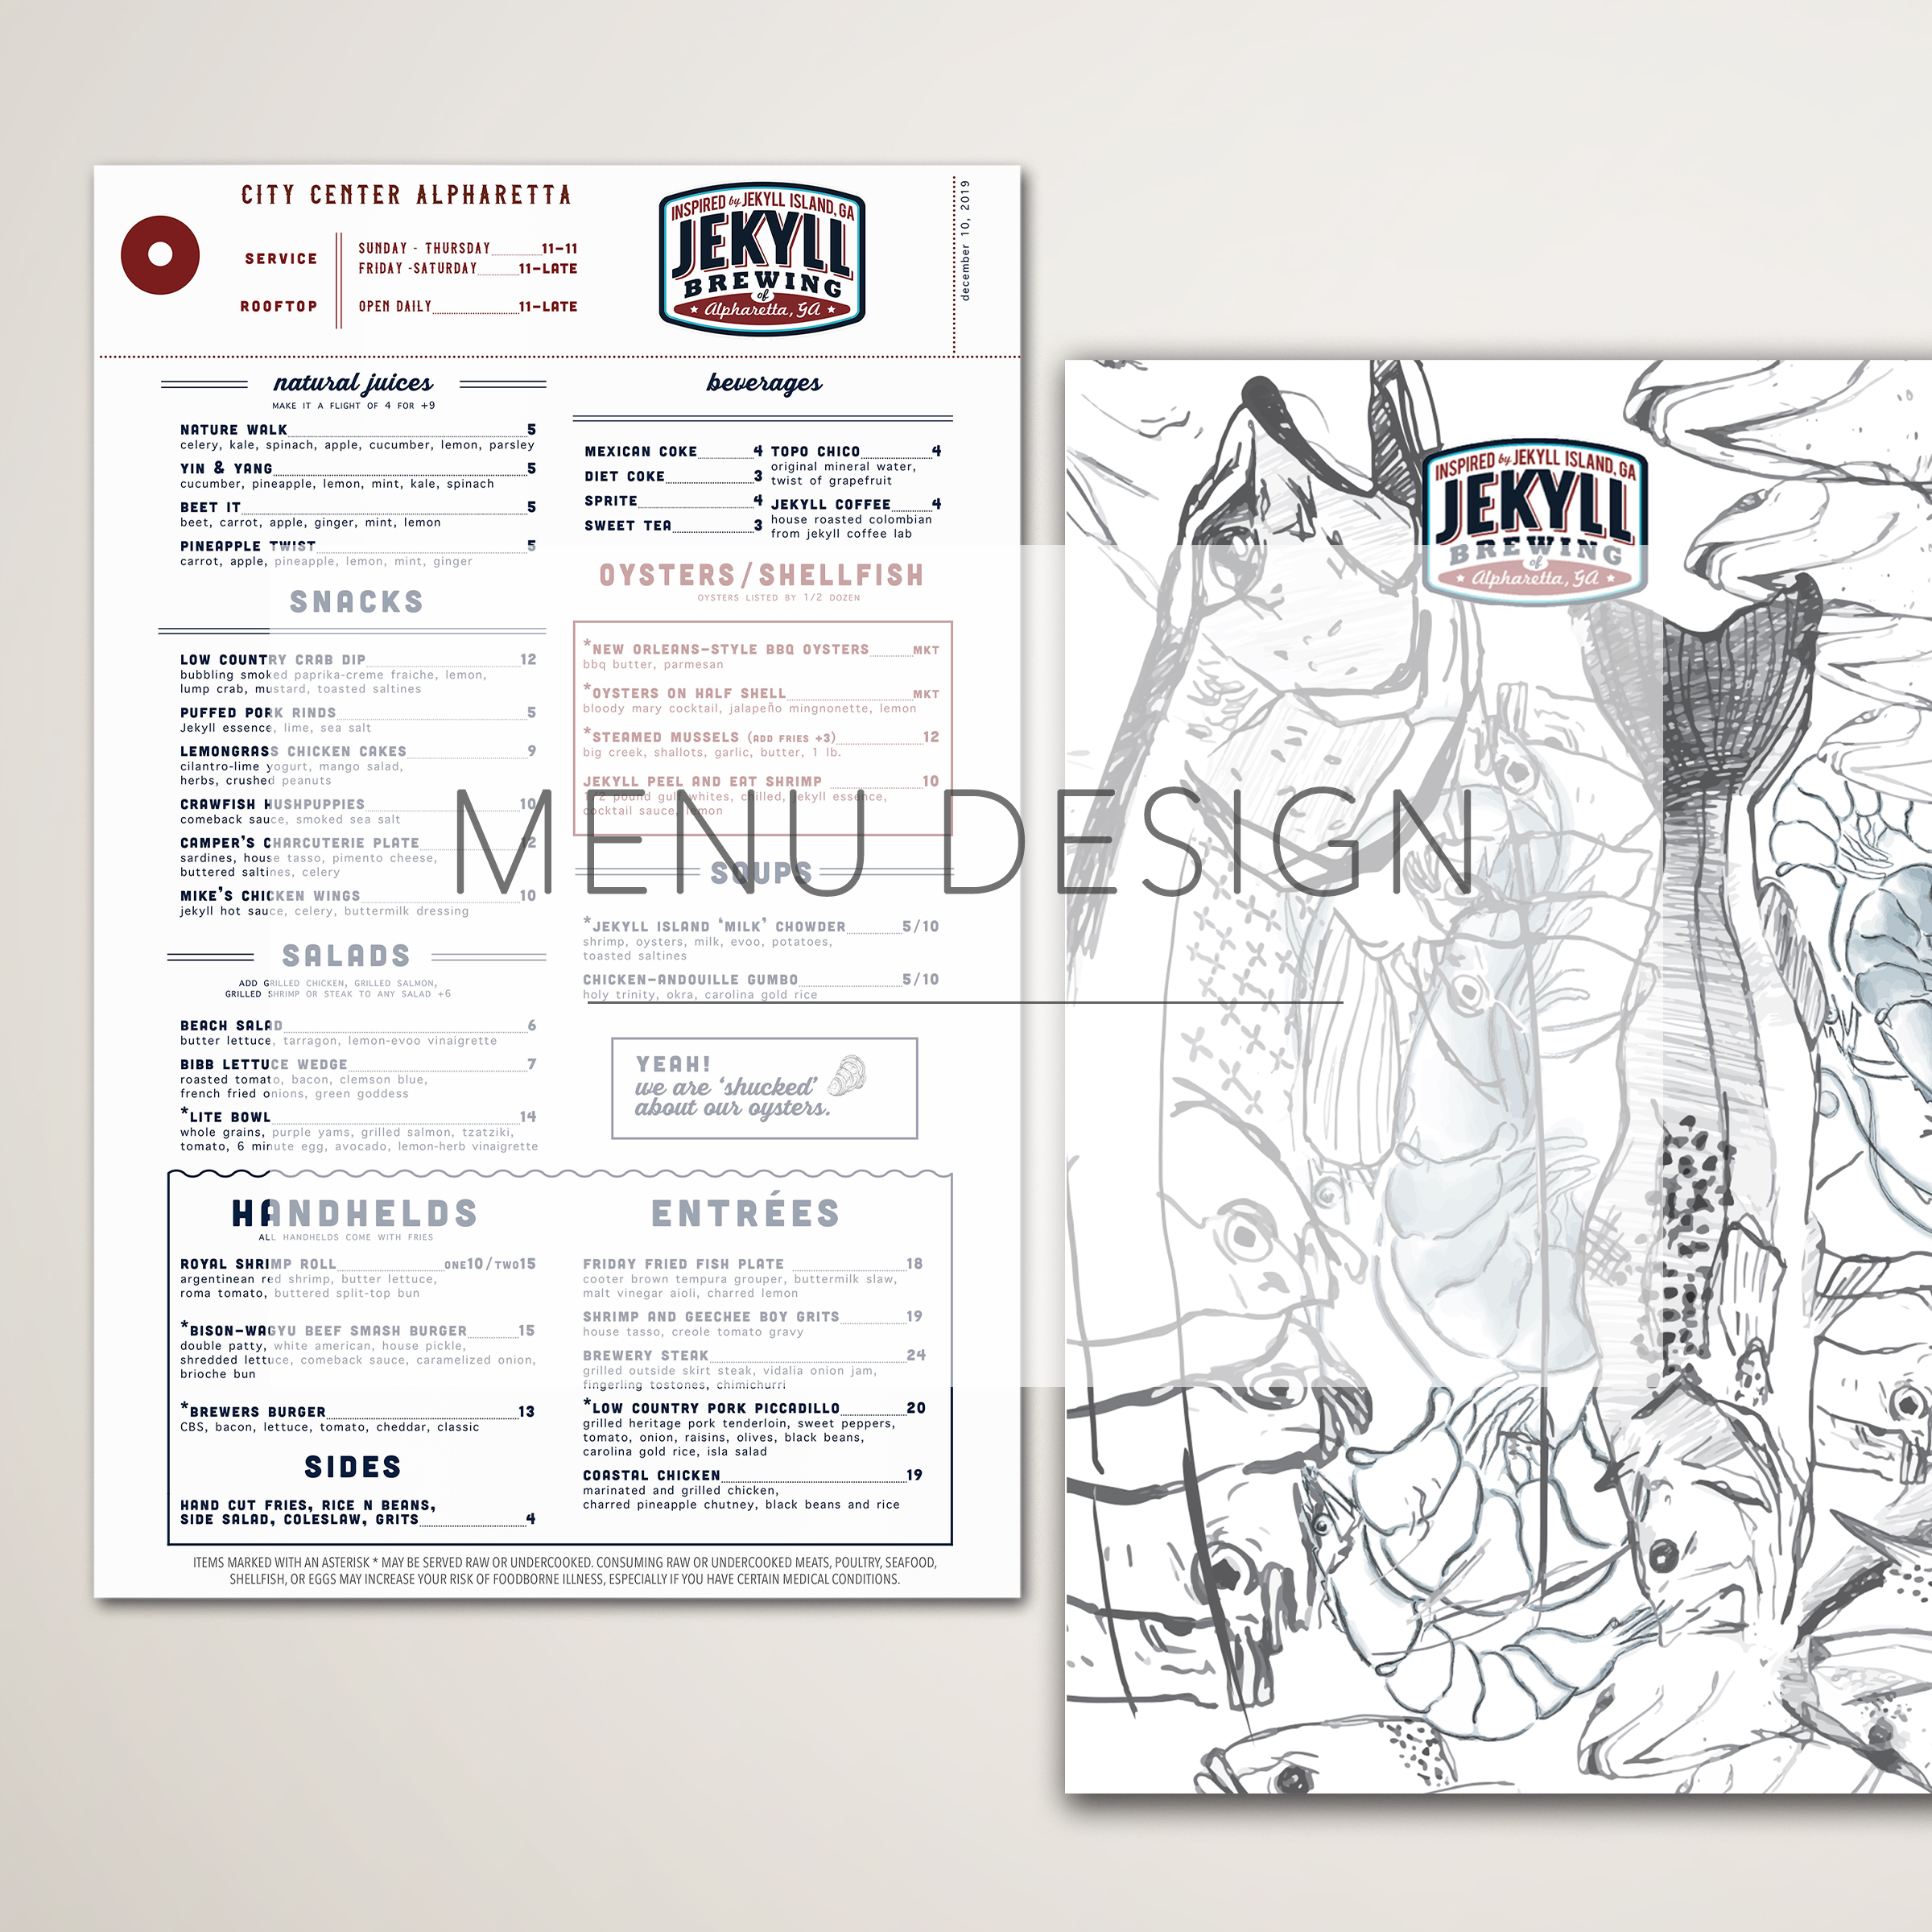 CITY CENTER ALPHARETTA
SERVICE
SUNDAY - THURSDAY 11-11
FRIDAY -SATURDAY 11-LATE
ROOFTOP
OPEN DAILY 11-LATE
INSPIRED by JEKYLL ISLAND, GA
JEKYLL
BREWING
of
Alpharetta, GA
december 10, 2019
natural juices
MAKE IT A FLIGHT OF 4 FOR +9
NATURE WALK 5
celery, kale, spinach, apple, cucumber, lemon, parsley
YIN & YANG 5
cucumber, pineapple, lemon, mint, kale, spinach
BEET IT 5
beet, carrot, apple, ginger, mint, lemon
PINEAPPLE TWIST 5
carrot, apple, pineapple, lemon, mint, ginger
SNACKS
LOW COUNTRY CRAB DIP 12
bubbling smoked paprika-creme fraiche, lemon,
lump crab, mustard, toasted saltines
PUFFED PORK RINDS 5
Jekyll essence, lime, sea salt
LEMONGRASS CHICKEN CAKES 9
cilantro-lime yogurt, mango salad,
herbs, crushed peanuts
CRAWFISH HUSHPUPPIES 10
comeback sauce, smoked sea salt
CAMPER'S CHARCUTERIE PLATE 12
sardines, house tasso, pimento cheese,
buttered saltines, celery
MIKE'S CHICKEN WINGS 10
jekyll hot sauce, celery, buttermilk dressing
SALADS
ADD GRILLED CHICKEN, GRILLED SALMON,
GRILLED SHRIMP OR STEAK TO ANY SALAD +6
BEACH SALAD 6
butter lettuce, tarragon, lemon-evoo vinaigrette
BIBB LETTUCE WEDGE 7
roasted tomato, bacon, clemson blue,
french fried onions, green goddess
*LITE BOWL 14
whole grains, purple yams, grilled salmon, tzatziki,
tomato, 6 minute egg, avocado, lemon-herb vinaigrette
beverages
MEXICAN COKE 4
DIET COKE 3
SPRITE 4
SWEET TEA 3
TOPO CHICO 4
original mineral water,
twist of grapefruit
JEKYLL COFFEE 4
house roasted colombian
from jekyll coffee lab
OYSTERS/SHELLFISH
OYSTERS LISTED BY 1/2 DOZEN
*NEW ORLEANS-STYLE BBQ OYSTERS MKT
bbq butter, parmesan
*OYSTERS ON HALF SHELL MKT
bloody mary cocktail, jalapeño mingnonette, lemon
*STEAMED MUSSELS (ADD FRIES +3) 12
big creek, shallots, garlic, butter, 1 lb.
JEKYLL PEEL AND EAT SHRIMP 10
1/2 pound gulf whites, chilled, jekyll essence,
cocktail sauce, lemon
SOUPS
*JEKYLL ISLAND 'MILK' CHOWDER 5/10
shrimp, oysters, milk, evoo, potatoes,
toasted saltines
CHICKEN-ANDOUILLE GUMBO 5/10
holy trinity, okra, carolina gold rice
YEAH!
we are 'shucked'
about our oysters.
HANDHELDS
ALL HANDHELDS COME WITH FRIES
ROYAL SHRIMP ROLL ONE10/TWO15
argentinean red shrimp, butter lettuce,
roma tomato, buttered split-top bun
*BISON-WAGYU BEEF SMASH BURGER 15
double patty, white american, house pickle,
shredded lettuce, comeback sauce, caramelized onion,
brioche bun
*BREWERS BURGER 13
CBS, bacon, lettuce, tomato, cheddar, classic
SIDES
HAND CUT FRIES, RICE N BEANS,
SIDE SALAD, COLESLAW, GRITS 4
ENTRÉES
FRIDAY FRIED FISH PLATE 18
cooter brown tempura grouper, buttermilk slaw,
malt vinegar aioli, charred lemon
SHRIMP AND GEECHEE BOY GRITS 19
house tasso, creole tomato gravy
BREWERY STEAK 24
grilled outside skirt steak, vidalia onion jam,
fingerling tostones, chimichurri
*LOW COUNTRY PORK PICCADILLO 20
grilled heritage pork tenderloin, sweet peppers,
tomato, onion, raisins, olives, black beans,
carolina gold rice, isla salad
COASTAL CHICKEN 19
marinated and grilled chicken,
charred pineapple chutney, black beans and rice
ITEMS MARKED WITH AN ASTERISK * MAY BE SERVED RAW OR UNDERCOOKED. CONSUMING RAW OR UNDERCOOKED MEATS, POULTRY, SEAFOOD,
SHELLFISH, OR EGGS MAY INCREASE YOUR RISK OF FOODBORNE ILLNESS, ESPECIALLY IF YOU HAVE CERTAIN MEDICAL CONDITIONS.
MENU DESIGN
INSPIRED by JEKYLL ISLAND, GA
JEKYLL
BREWING
of
Alpharetta, GA